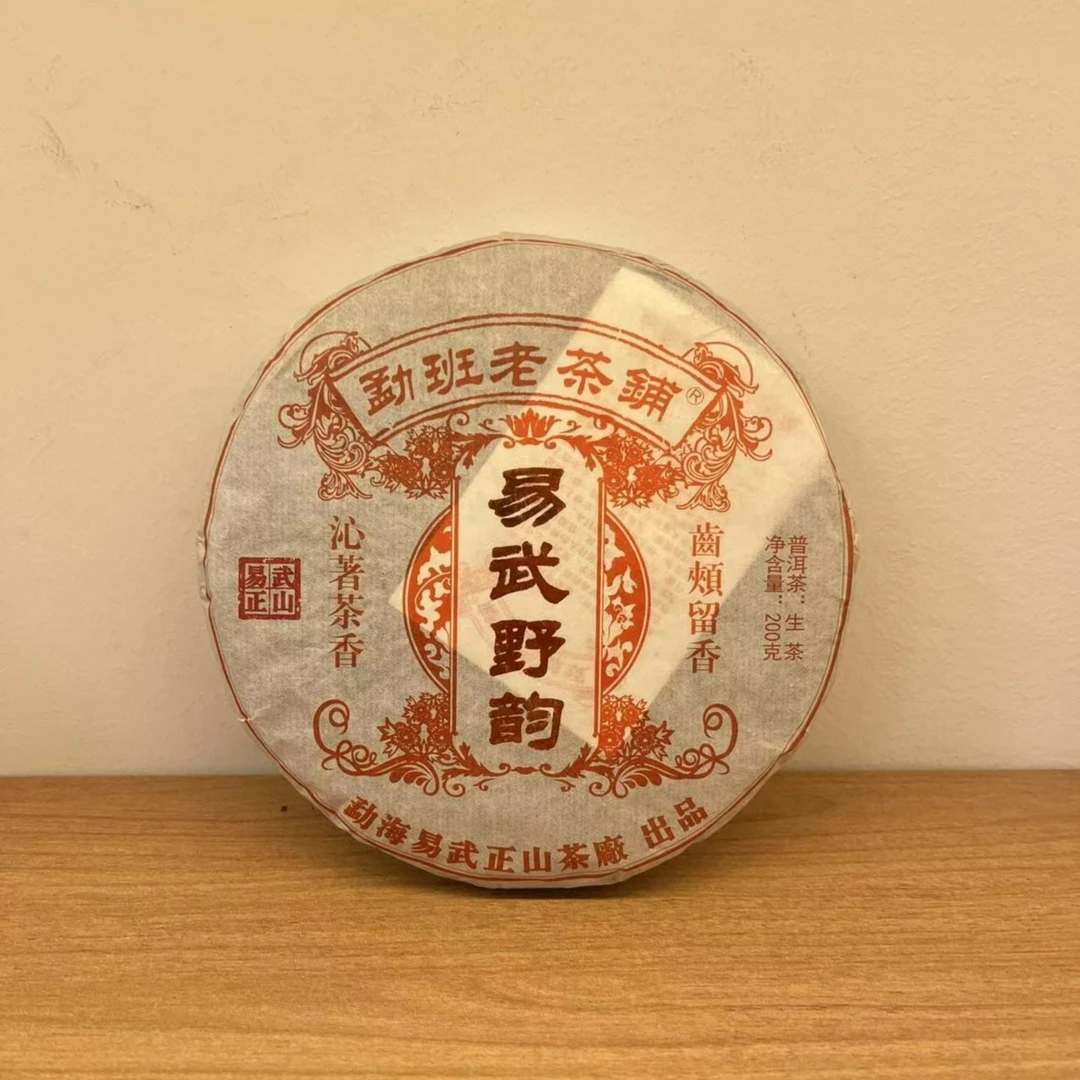 勐班老茶鋪®
易武野韵
齒頰留香
沁著茶香
普洱茶：生茶
净含量：200克
易武正山
勐海易武正山茶廠 出品